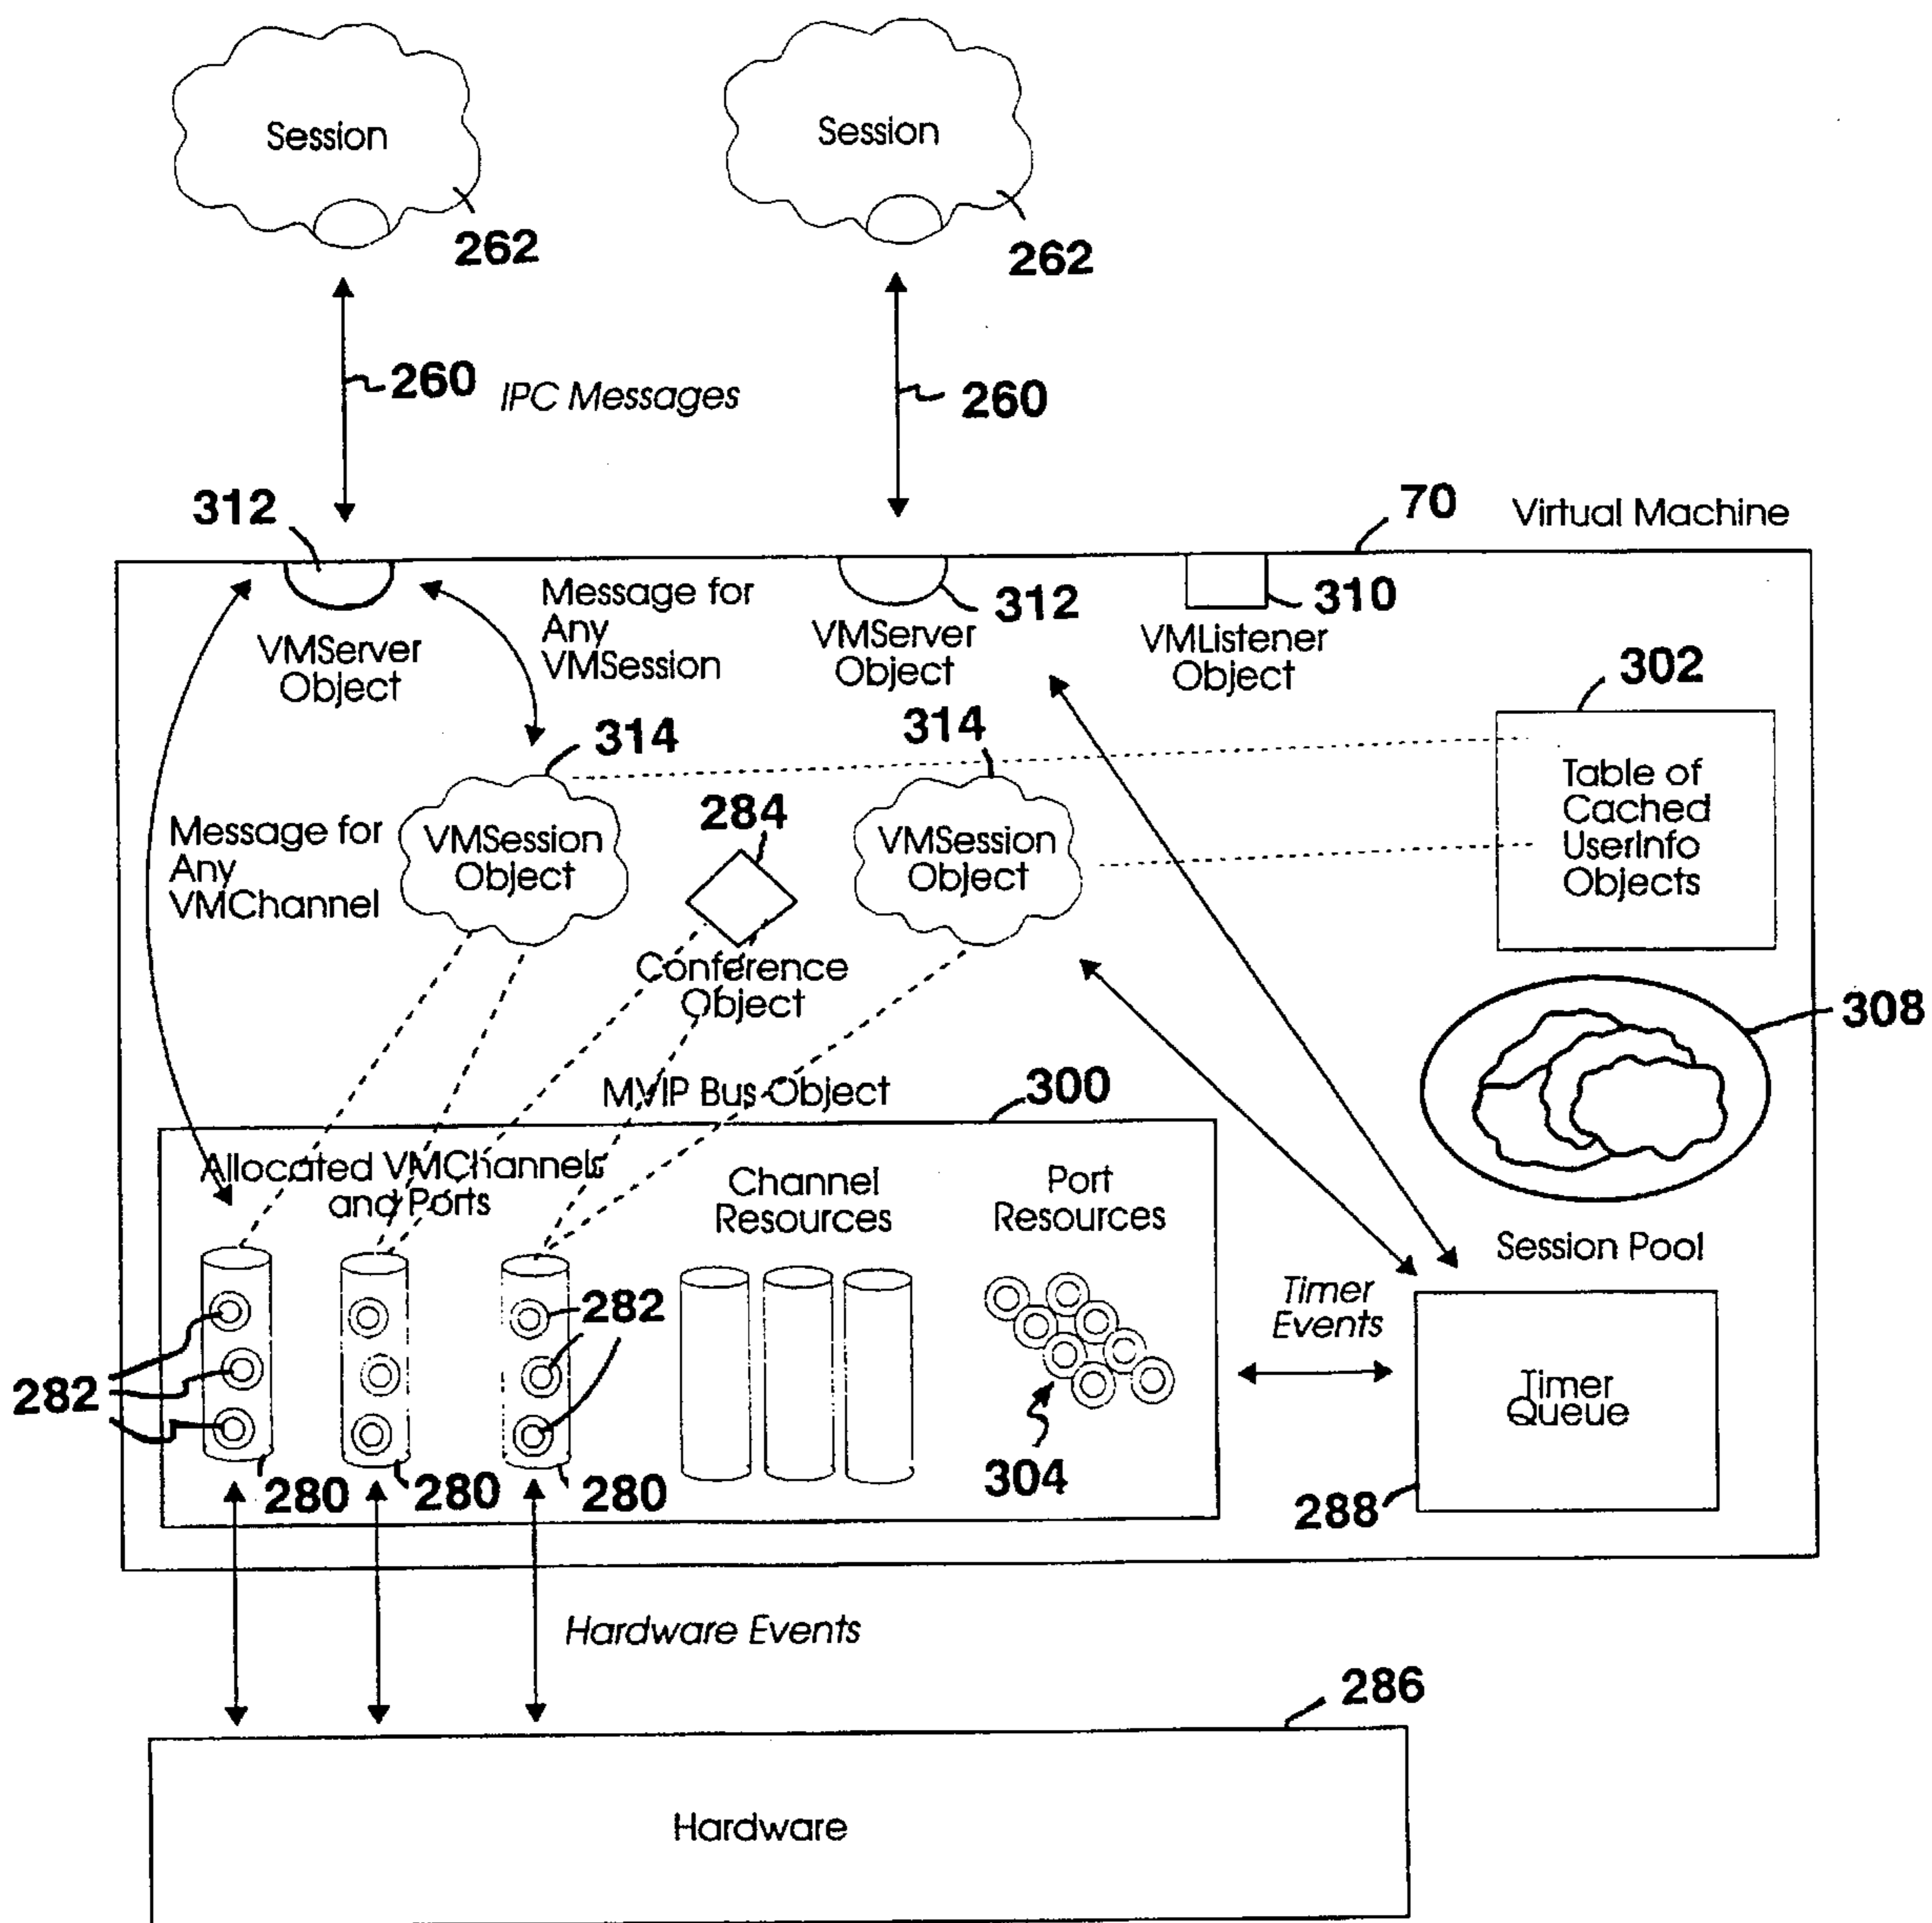 Session
Session
262
262
260
IPC Messages
260
312
70
Virtual Machine
Message for
Any
VMSession
312
310
VMServer
Object
VMServer
Object
VMListener
Object
302
314
314
Table of
Cached
UserInfo
Objects
284
Message for
Any
VMChannel
VMSession
Object
VMSession
Object
Conference
Object
308
MVIP Bus Object
300
Allocated VMChannels
and Ports
Channel
Resources
Port
Resources
Session Pool
Timer
Events
282
282
Timer
Queue
304
280
280
280
288
Hardware Events
286
Hardware